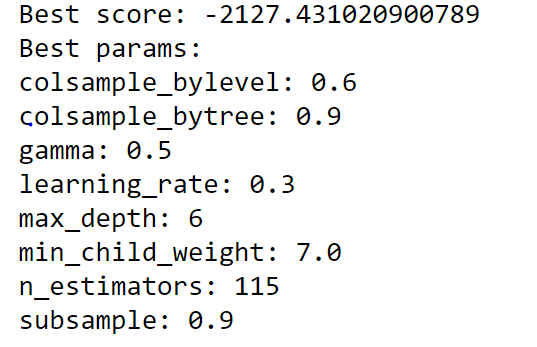 Best score: -2127.431020900789
Best params:
colsample_bylevel: 0.6
colsample_bytree: 0.9
gamma: 0.5
learning_rate: 0.3
max_depth: 6
min_child_weight: 7.0
n_estimators: 115
subsample: 0.9